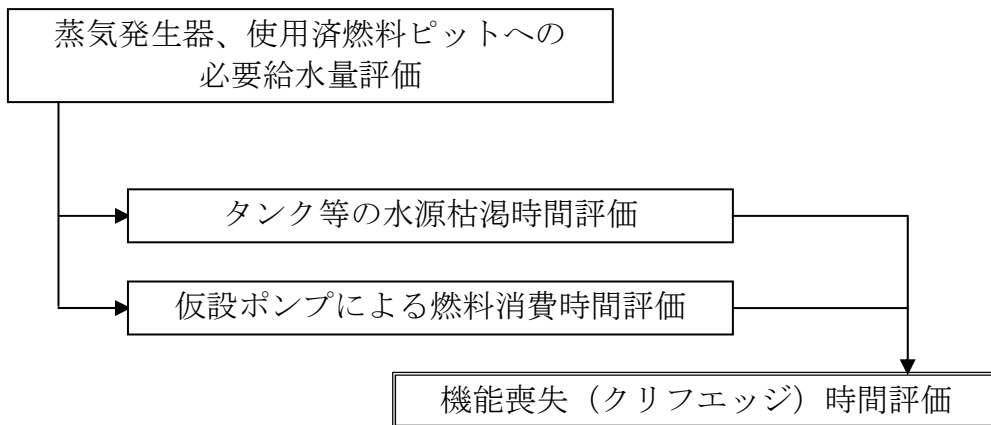 蒸気発生器、使用済燃料ピットへの
必要給水量評価
タンク等の水源枯渇時間評価
仮設ポンプによる燃料消費時間評価
機能喪失（クリフエッジ）時間評価